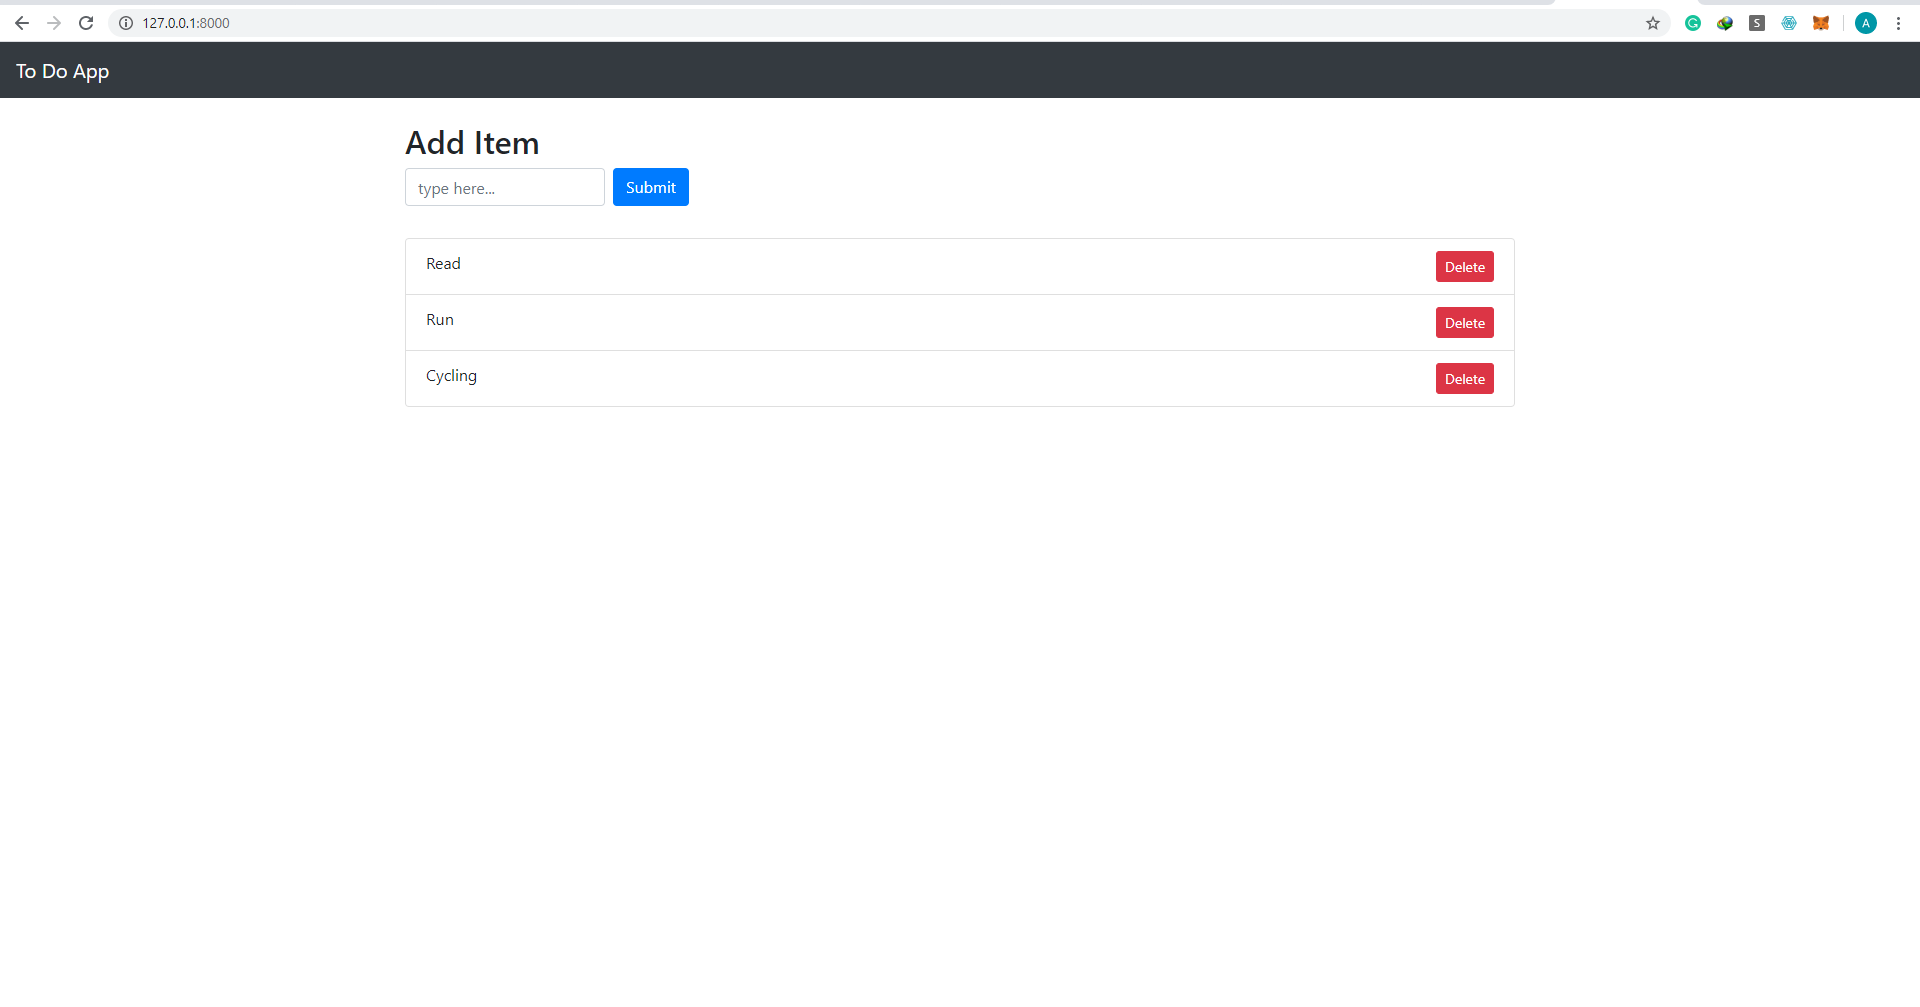 127.0.0.1:8000
S
A
To Do App
Add Item
type here...
Submit
Read
Delete
Run
Delete
Cycling
Delete